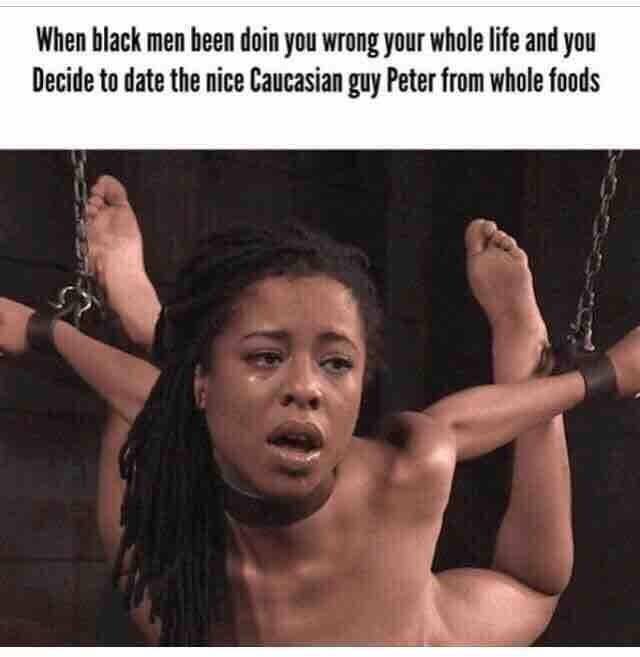 When black men been doin you wrong your whole life and you
Decide to date the nice Caucasian guy Peter from whole foods